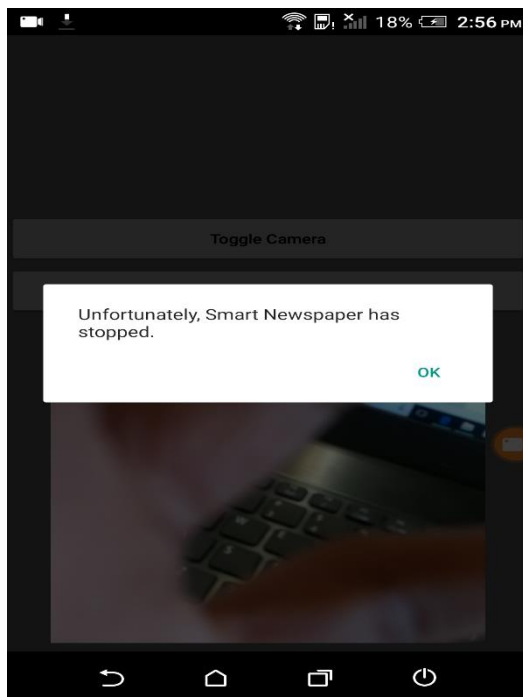 18% 2:56 PM
Toggle Camera
Unfortunately, Smart Newspaper has
stopped.
OK
W
S